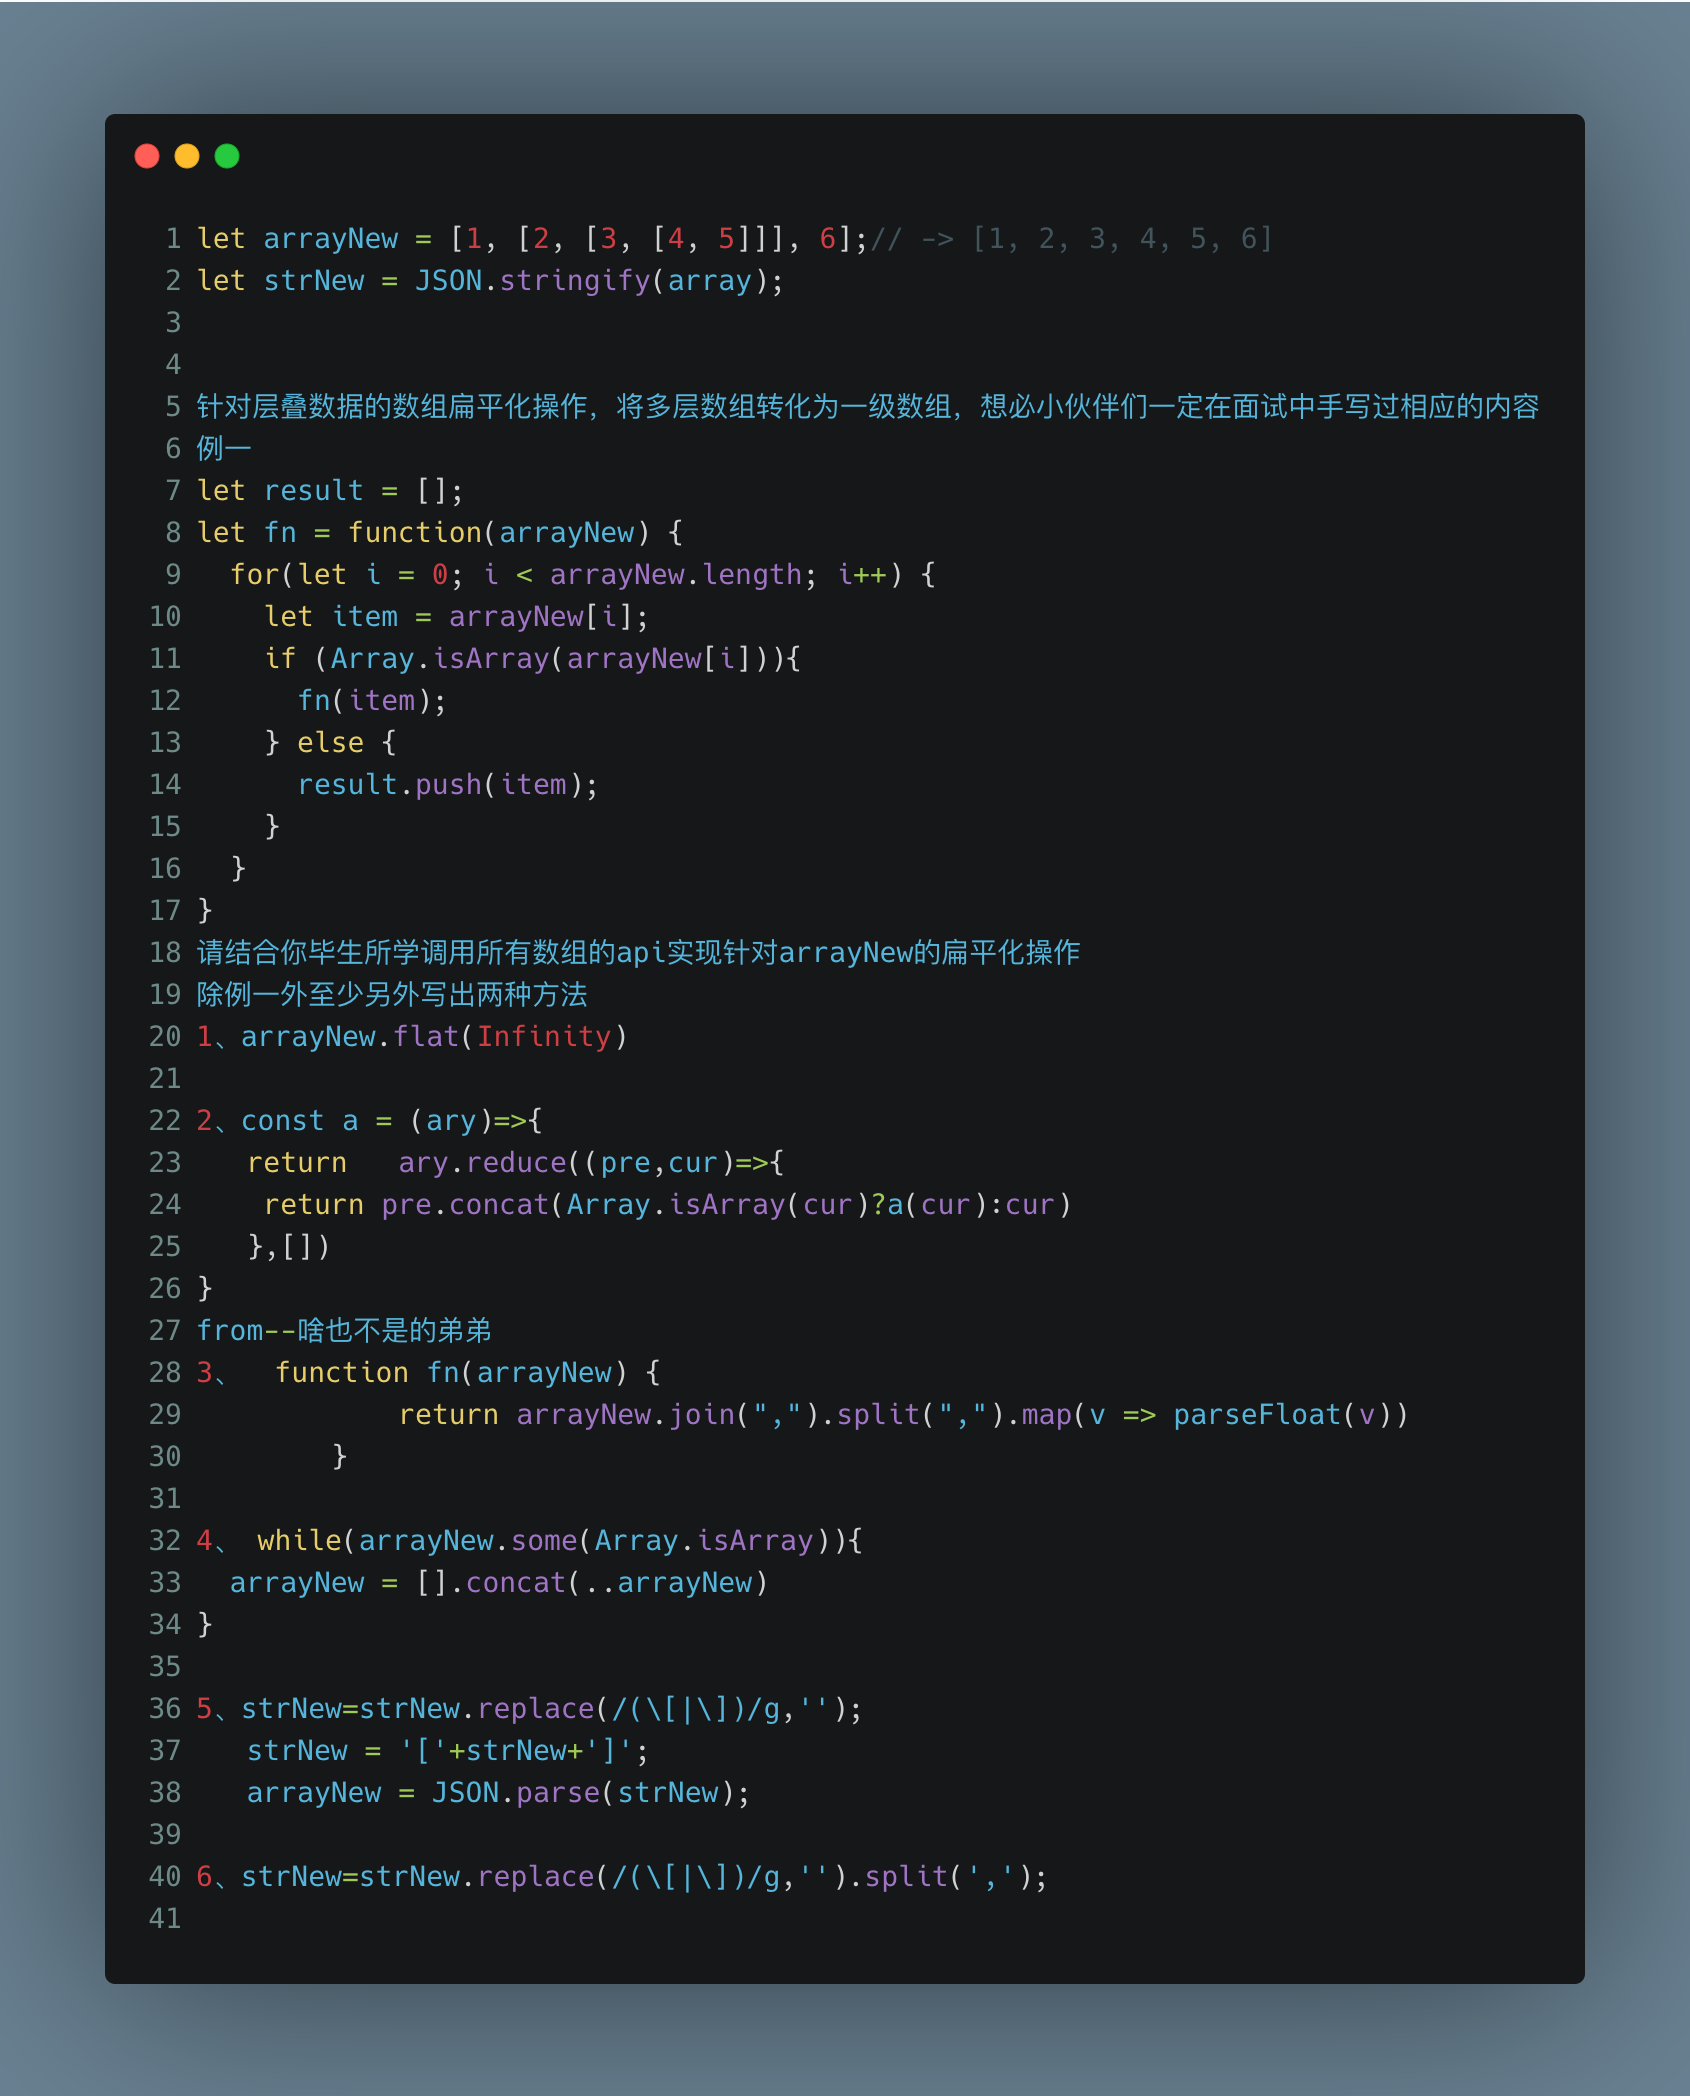 1 let arrayNew = [1, [2, [3, [4, 5]]], 6];// -> [1, 2, 3, 4, 5, 6]
2 let strNew = JSON.stringify(array);
3
4
5 针对层叠数据的数组扁平化操作，将多层数组转化为一级数组，想必小伙伴们一定在面试中手写过相应的内容
6 例一
7 let result = [];
8 let fn = function(arrayNew) {
9   for(let i = 0; i < arrayNew.length; i++) {
10     let item = arrayNew[i];
11     if (Array.isArray(arrayNew[i])){
12       fn(item);
13     } else {
14       result.push(item);
15     }
16   }
17 }
18 请结合你毕生所学调用所有数组的api实现针对arrayNew的扁平化操作
19 除例一外至少另外写出两种方法
20 1、arrayNew.flat(Infinity)
21
22 2、const a = (ary)=>{
23    return   ary.reduce((pre,cur)=>{
24     return pre.concat(Array.isArray(cur)?a(cur):cur)
25    },[])
26 }
27 from--啥也不是的弟弟
28 3、  function fn(arrayNew) {
29             return arrayNew.join(",").split(",").map(v => parseFloat(v))
30         }
31
32 4、 while(arrayNew.some(Array.isArray)){
33   arrayNew = [].concat(..arrayNew)
34 }
35
36 5、strNew=strNew.replace(/(\[|\])/g,'');
37    strNew = '['+strNew+']';
38    arrayNew = JSON.parse(strNew);
39
40 6、strNew=strNew.replace(/(\[|\])/g,'').split(',');
41